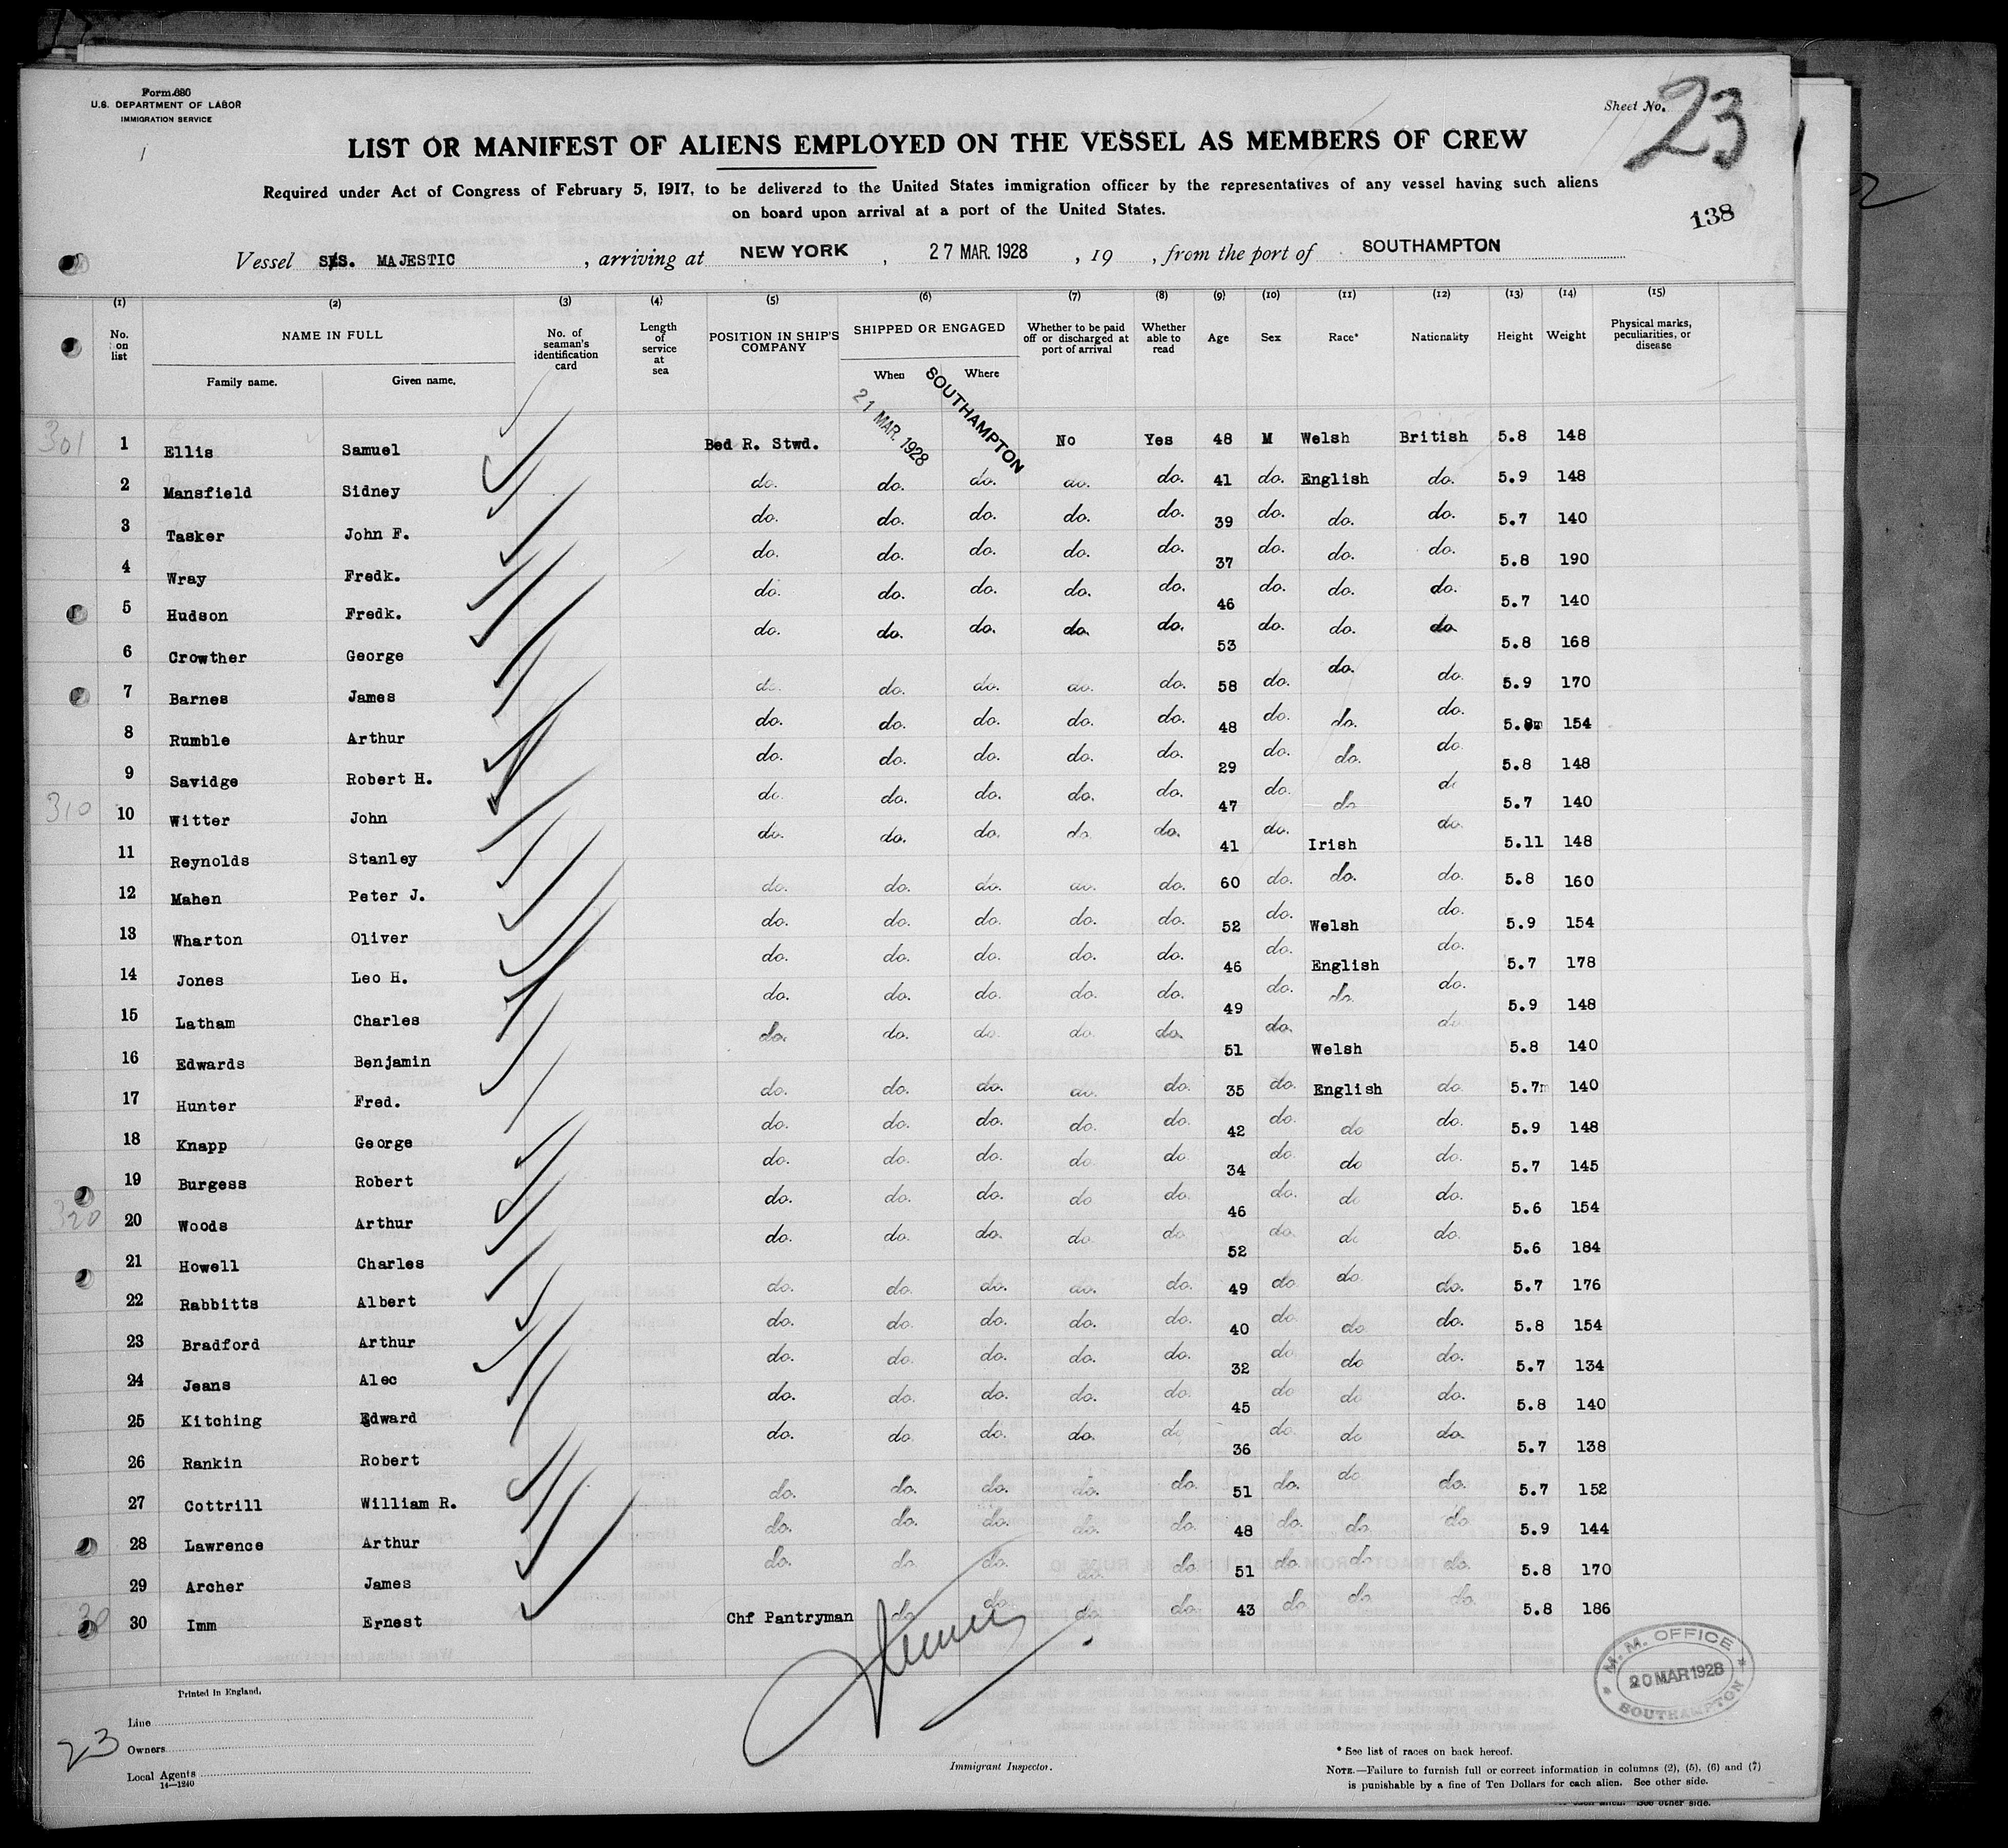 Form 680
U.S. DEPARTMENT OF LABOR
IMMIGRATION SERVICE
Sheet No. 23
LIST OR MANIFEST OF ALIENS EMPLOYED ON THE VESSEL AS MEMBERS OF CREW
Required under Act of Congress of February 5, 1917, to be delivered to the United States immigration officer by the representatives of any vessel having such aliens
on board upon arrival at a port of the United States.
138
Vessel S/S. MAJESTIC, arriving at NEW YORK, 27 MAR. 1928, 19 , from the port of SOUTHAMPTON
(1) (2) (3) (4) (5) (6) (7) (8) (9) (10) (11) (12) (13) (14) (15)
No. on list NAME IN FULL Family name. Given name. No. of seaman's identification card Length of service at sea POSITION IN SHIP'S COMPANY SHIPPED OR ENGAGED When Where Whether to be paid off or discharged at port of arrival Whether able to read Age Sex Race* Nationality Height Weight Physical marks, peculiarities, or disease
301 1 Ellis Samuel Bed R. Stwd. 21 MAR. 1928 SOUTHAMPTON No Yes 48 M Welsh British 5.8 148
2 Mansfield Sidney do. do. do. do. do. 41 do. English do. 5.9 148
3 Tasker John F. do. do. do. do. do. 39 do. do. do. 5.7 140
4 Wray Fredk. do. do. do. do. do. 37 do. do. do. 5.8 190
5 Hudson Fredk. do. do. do. do. do. 46 do. do. do. 5.7 140
6 Crowther George do. do. do. do. do. 53 do. do. do. 5.8 168
7 Barnes James do. do. do. do. do. 58 do. do. do. 5.9 170
8 Rumble Arthur do. do. do. do. do. 48 do. do. do. 154
9 Savidge Robert H. do. do. do. do. do. 29 do. do. do 5.8 148
310 10 Witter John do. do. do. do. do. 47 do. do do 5.7 140
11 Reynolds Stanley do. do. do. do. do. 41 do. Irish do. 5.11 148
12 Mahen Peter J. do. do. do. do. do. 60 do. do. do. 5.8 160
13 Wharton Oliver do. do. do. do. do. 52 do. Welsh do. 5.9 154
14 Jones Leo H. do. do. do. do. do. 46 do. English do. 5.7 178
15 Latham Charles do. do. do. do. do. 49 do. do. do. 5.9 148
16 Edwards Benjamin do. do. do. do. do. 51 do. Welsh do 5.8 140
17 Hunter Fred. do. do. do. do. do. 35 do. English do. 5.7 140
18 Knapp George do. do. do. do. do. 42 do. do do. 5.9 148
19 Burgess Robert do. do. do. do do 34 do. do do. 5.7 145
320 20 Woods Arthur do. do. do. do do. 46 do. do do. 5.6 154
21 Howell Charles do. do. do. do do 52 do. do do. 5.6 184
22 Rabbitts Albert do. do. do. do. do. 49 do do do. 5.7 176
23 Bradford Arthur do. do. do. do. do. 40 do. do do. 5.8 154
24 Jeans Alec do. do. do. do. do. 32 do do do. 5.7 134
25 Kitching Edward do. do. do. do. do. 45 do do do. 5.8 140
26 Rankin Robert do. do. do. do. do 36 do. do do. 5.7 138
27 Cottrill William R. do. do. do. do. do. 51 do. do do. 5.7 152
28 Lawrence Arthur do. do. do. do. do. 48 do. do. do 5.9 144
29 Archer James do. do. do. do. do. 51 do. do do. 5.8 170
30 30 Imm Ernest Chf Pantryman do. do. do. do. 43 do do do 5.8 186
M. M. OFFICE
20 MAR 1928
SOUTHAMPTON
Printed in England.
Line
23
Owners
Local Agents
14—1240
Immigrant Inspector.
* See list of races on back hereof.
NOTE.—Failure to furnish full or correct information in columns (2), (5), (6) and (7)
is punishable by a fine of Ten Dollars for each alien. See other side.
See other side.